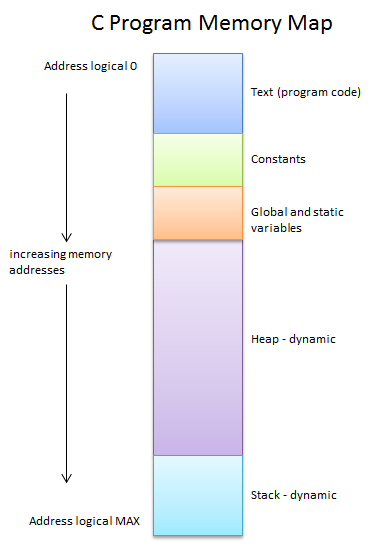 C Program Memory Map
Address logical 0
Text (program code)
Constants
Global and static
variables
increasing memory
addresses
Heap - dynamic
Stack - dynamic
Address logical MAX